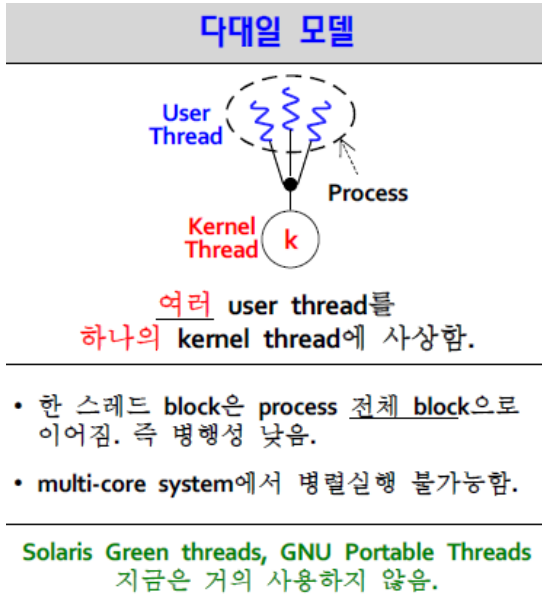 다대일 모델
User
Thread
Process
Kernel
Thread
k
여러 user thread를
하나의 kernel thread에 사상함.
• 한 스레드 block은 process 전체 block으로
이어짐. 즉 병행성 낮음.
• multi-core system에서 병렬실행 불가능함.
Solaris Green threads, GNU Portable Threads
지금은 거의 사용하지 않음.